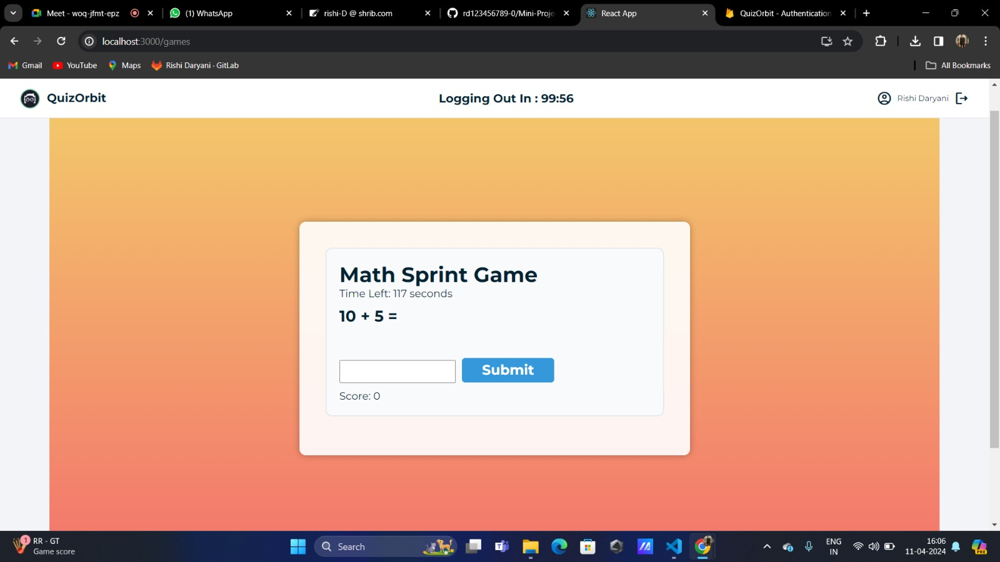 Meet - woq-jfmt-epz
(1) WhatsApp
rishi-D @ shrib.com
rd123456789-0/Mini-Proje
React App
QuizOrbit - Authentication
localhost:3000/games
Gmail
YouTube
Maps
Rishi Daryani · GitLab
All Bookmarks
QuizOrbit
Logging Out In : 99:56
Rishi Daryani
Math Sprint Game
Time Left: 117 seconds
10 + 5 =
Submit
Score: 0
1
RR - GT
Game score
Search
ENG
IN
16:06
11-04-2024
PRE